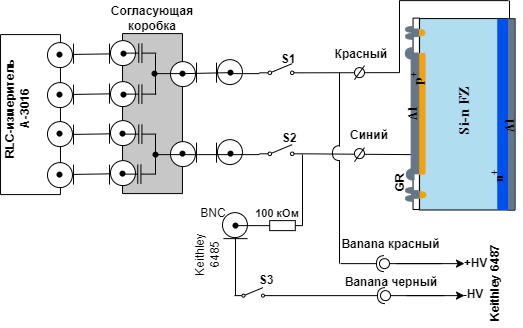 Согласующая
коробка
RLC-измеритель
А-3016
S1
Красный
S2
Синий
p+
Al
Si-n FZ
Al
n+
GR
BNC
100 кОм
Keithley
6485
S3
Banana красный
+HV
Banana черный
-HV
Keithley 6487